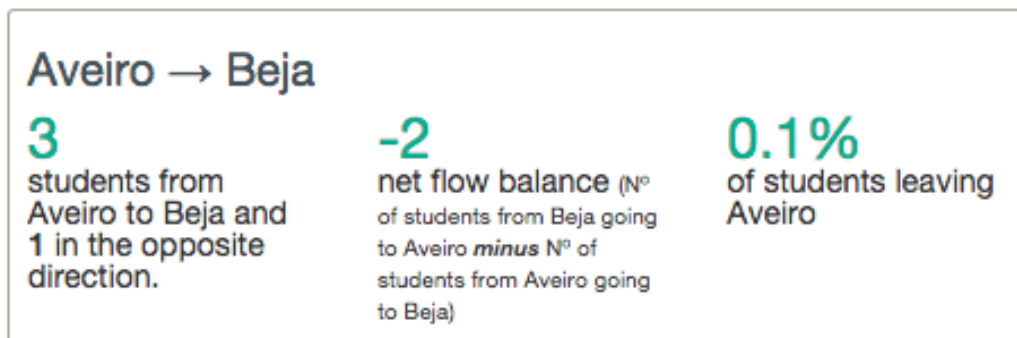 Aveiro → Beja
3
students from
Aveiro to Beja and
1 in the opposite
direction.
-2
net flow balance (Nº
of students from Beja going
to Aveiro minus Nº of
students from Aveiro going
to Beja)
0.1%
of students leaving
Aveiro